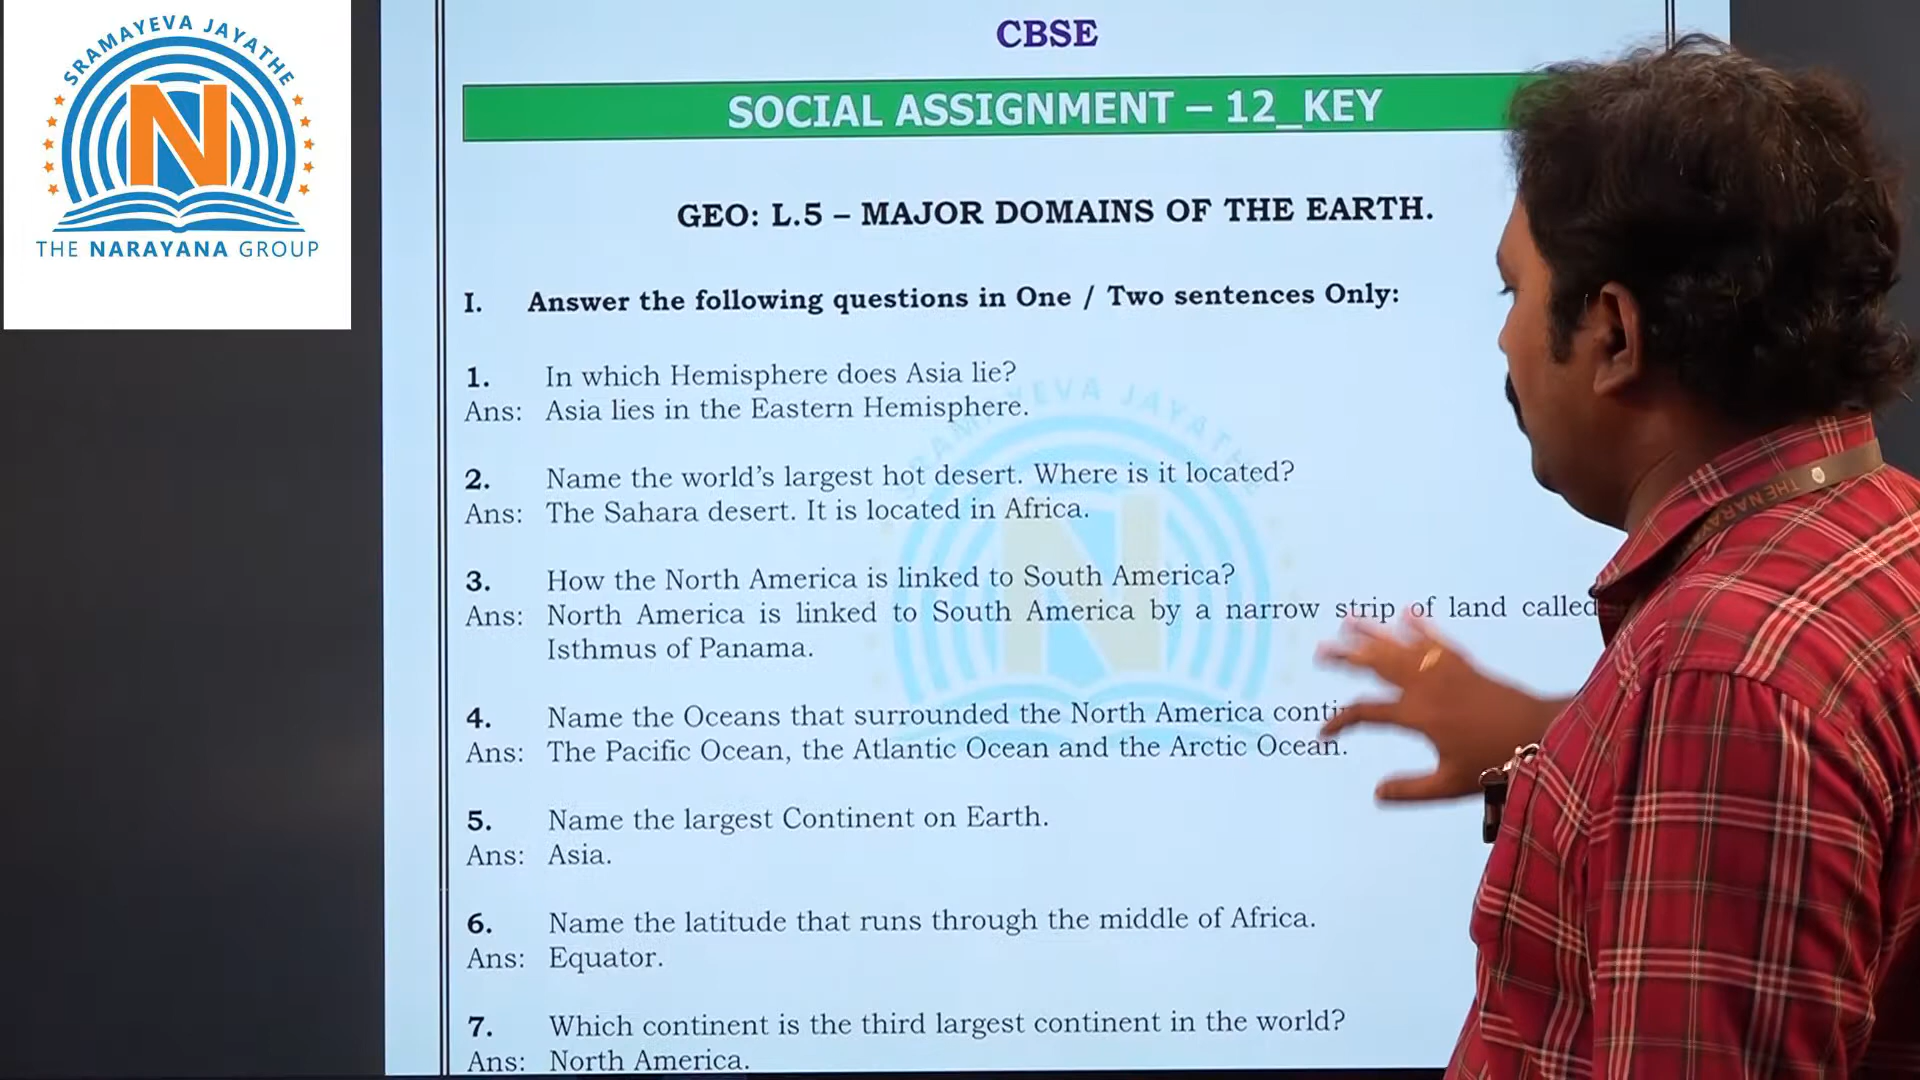 SRAMAYEVA JAYATHE
N
THE NARAYANA GROUP
CBSE
SOCIAL ASSIGNMENT – 12_KEY
GEO: L.5 – MAJOR DOMAINS OF THE EARTH.
I. Answer the following questions in One / Two sentences Only:
1. In which Hemisphere does Asia lie?
Ans: Asia lies in the Eastern Hemisphere.
2. Name the world's largest hot desert. Where is it located?
Ans: The Sahara desert. It is located in Africa.
3. How the North America is linked to South America?
Ans: North America is linked to South America by a narrow strip of land called
Isthmus of Panama.
4. Name the Oceans that surrounded the North America
Ans: The Pacific Ocean, the Atlantic Ocean and the Arctic Ocean.
5. Name the largest Continent on Earth.
Ans: Asia.
6. Name the latitude that runs through the middle of Africa.
Ans: Equator.
7. Which continent is the third largest continent in the world?
Ans: North America.
N
THE